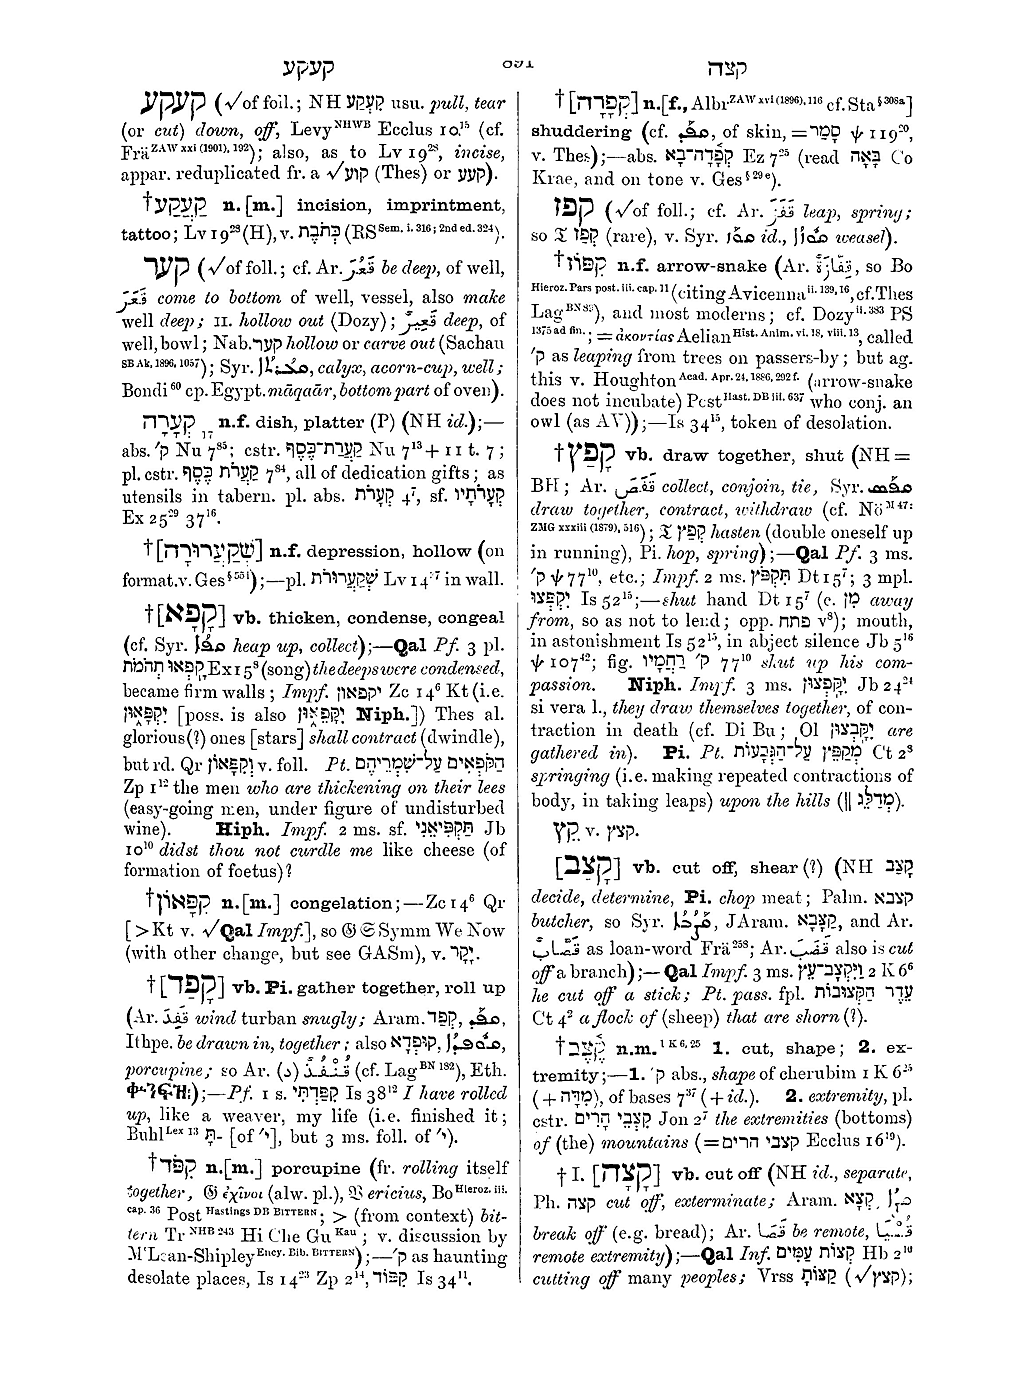 קעקע
891
קצה
קעקע (√of foll.; NH קִעְקַע usu. pull, tear
(or cut) down, off, Levy NHWB Ecclus 10.15 (cf.
Frä ZAW xxi (1901), 192); also, as to Lv 19 28, incise,
appar. reduplicated fr. a √קוע (Thes) or קעע).
†קַעֲקַע n.[m.] incision, imprintment,
tattoo; Lv 19 28 (H), v. כְּתֹבֶת (RS Sem. i. 316; 2nd ed. 324).
קער (√of foll.; cf. Ar. قَعُرَ be deep, of well,
قَعَرَ come to bottom of well, vessel, also make
well deep; II. hollow out (Dozy); قَعِيرٌ deep, of
well, bowl; Nab. קער hollow or carve out (Sachau
SBAk, 1896, 1057); Syr. calyx, acorn-cup, well;
Bondi 60 cp. Egypt. māqaār, bottom part of oven).
קְעָרָה 17 n.f. dish, platter (P) (NH id.);—
abs. ק׳ Nu 7 85; cstr. קַעֲרַת־כֶּסֶף Nu 7 13 + 11 t. 7;
pl. cstr. קַעֲרֹת כֶּסֶף 7 84, all of dedication gifts; as
utensils in tabern. pl. abs. קְעָרֹת 4 7, sf. קְעָרֹתָיו
Ex 25 29 37 16.
†[שְׁקַעֲרוּרָה] n.f. depression, hollow (on
format. v. Ges § 55 f);—pl. שְׁקַעֲרוּרֹת Lv 14 37 in wall.
†[קָפָא] vb. thicken, condense, congeal
(cf. Syr. heap up, collect);—Qal Pf. 3 pl.
קָפְאוּ תְהֹמֹת Ex 15 8 (song) the deeps were condensed,
became firm walls; Impf. יקפאון Zc 14 6 Kt (i.e.
יִקְפָּאוּן [poss. is also יִקָּפֵאוּן Niph.]) Thes al.
glorious(?) ones [stars] shall contract (dwindle),
but rd. Qr וְקִפָּאוֹן v. foll. Pt. הַקֹּפְאִים עַל־שִׁמְרֵיהֶם
Zp 1 12 the men who are thickening on their lees
(easy-going men, under figure of undisturbed
wine). Hiph. Impf. 2 ms. sf. תַּקְפִּיאֵנִי Jb
10 10 didst thou not curdle me like cheese (of
formation of foetus)?
†קִפָּאוֹן n.[m.] congelation;—Zc 14 6 Qr
[>Kt v. √Qal Impf.], so 𝔊 𝔖 Symm We Now
(with other change, but see GASm), v. יָקָר.
†[קָפַד] vb. Pi. gather together, roll up
(Ar. قَفَدَ wind turban snugly; Aram. קְפַד,
Ithpe. be drawn in, together; also קוּפְדָא,
porcupine; so Ar. (د) قُنْفُذٌ (cf. Lag BN 182), Eth.
);—Pf. 1 s. קִפַּדְתִּי Is 38 12 I have rolled
up, like a weaver, my life (i.e. finished it;
Buhl Lex 13 תָּ- [of י׳], but 3 ms. foll. of י׳).
†קִפֹּד n.[m.] porcupine (fr. rolling itself
together, 𝔊 ἐχῖνοι (alw. pl.), 𝔙 ericius, Bo Hieroz. iii.
cap. 36 Post Hastings DB BITTERN; > (from context) bit-
tern Tr NHB 243 Hi Che Gu Kau; v. discussion by
McLean-Shipley Ency. Bib. BITTERN);—ק׳ as haunting
desolate places, Is 14 23 Zp 2 14, קִפּוֹד Is 34 11.
†[קְפָדָה] n.[f., Albr ZAW xvi (1896), 116 cf. Sta § 308a]
shuddering (cf. of skin, = סָמַר ψ 119 20,
v. Thes);—abs. קְפָדָה־בָא Ez 7 25 (read בָּאָה Co
Krae, and on tone v. Ges § 29 e).
קפז (√of foll.; cf. Ar. قَفَزَ leap, spring;
so 𝔗 קְפַז (rare), v. Syr. id., weasel).
†קִפּוֹז n.f. arrow-snake (Ar. قِفَّازَةٌ, so Bo
Hieroz. Pars post. iii. cap. 11 (citing Avicenna ii. 139, 16, cf. Thes
Lag BN 89), and most moderns; cf. Dozy ii. 383 PS
1375 ad fin.; = ἀκοντίας Aelian Hist. Anim. vi. 18, viii. 13, called
ק׳ as leaping from trees on passers-by; but ag.
this v. Houghton Acad. Apr. 24, 1886, 292 f. (arrow-snake
does not incubate) Post Hast. DB iii. 637 who conj. an
owl (as AV));—Is 34 15, token of desolation.
†קָפַץ vb. draw together, shut (NH =
BH; Ar. قَفَصَ collect, conjoin, tie, Syr.
draw together, contract, withdraw (cf. Nö M 47:
ZMG xxxiii (1879), 516); 𝔗 קְפַץ hasten (double oneself up
in running), Pi. hop, spring);—Qal Pf. 3 ms.
ק׳ ψ 77 10, etc.; Impf. 2 ms. תִּקְפֹּץ Dt 15 7; 3 mpl.
יִקְפְּצוּ Is 52 15;—shut hand Dt 15 7 (c. מִן away
from, so as not to lend; opp. פתח v 8); mouth,
in astonishment Is 52 15, in abject silence Jb 5 16
ψ 107 42; fig. ק׳ רַחֲמָיו 77 10 shut up his com-
passion. Niph. Impf. 3 ms. יִקָּפְצוּן Jb 24 24
si vera l., they draw themselves together, of con-
traction in death (cf. Di Bu; Ol יִקָּבְצוּן are
gathered in). Pi. Pt. מְקַפֵּץ עַל־הַגְּבָעוֹת Ct 2 8
springing (i.e. making repeated contractions of
body, in taking leaps) upon the hills (∥ מְדַלֵּג).
קֵץ v. קצץ.
[קָצַב] vb. cut off, shear (?) (NH קָצַב
decide, determine, Pi. chop meat; Palm. קצבא
butcher, so Syr. JAram. קַצָּבָא, and Ar.
قَصَّابٌ as loan-word Frä 258; Ar. قَضَبَ also is cut
off a branch);—Qal Impf. 3 ms. וַיִּקְצָב־עֵץ 2 K 6 6
he cut off a stick; Pt. pass. fpl. עֵדֶר הַקְּצוּבוֹת
Ct 4 2 a flock of (sheep) that are shorn (?).
†קֶצֶב n.m. 1 K 6, 25 1. cut, shape; 2. ex-
tremity;—1. ק׳ abs., shape of cherubim 1 K 6 25
(+ מִדָּה), of bases 7 37 (+ id.). 2. extremity, pl.
cstr. קִצְבֵי הָרִים Jon 2 7 the extremities (bottoms)
of (the) mountains (= קצבי הרים Ecclus 16 19).
†I. [קָצָה] vb. cut off (NH id., separate,
Ph. קצה cut off, exterminate; Aram. קְצָא,
break off (e.g. bread); Ar. قَصَا be remote,
remote extremity);—Qal Inf. קְצוֹת עַמִּים Hb 2 10
cutting off many peoples; Vrss קַצּוֹתָ (√קצץ);